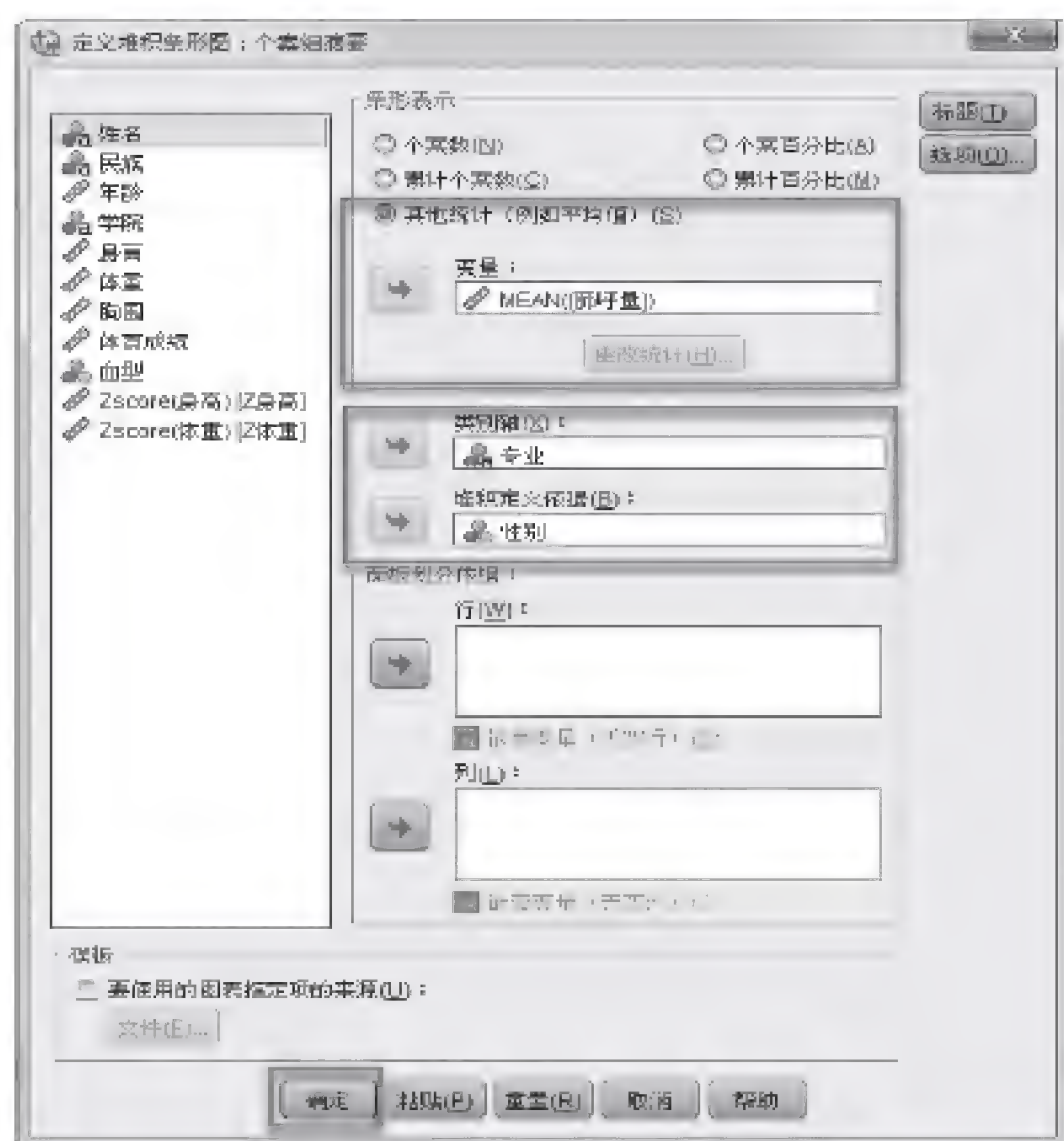 定义堆积条形图：个案组摘要
姓名
民族
年龄
学院
身高
体重
胸围
体育成绩
血型
Zscore(身高) [Z身高]
Zscore(体重) [Z体重]
条形表示
个案数(N)
个案百分比(A)
累计个案数(C)
累计百分比(M)
其他统计（例如平均值）(S)
变量：
MEAN([肺呼量])
更改统计(H)...
类别轴(X)：
专业
堆积定义依据(B)：
性别
面板划分依据：
行(W)：
列(L)：
标题(T)...
选项(O)...
模板
要使用的图表指定项的来源(U)：
文件(F)...
确定
粘贴(P)
重置(R)
取消
帮助